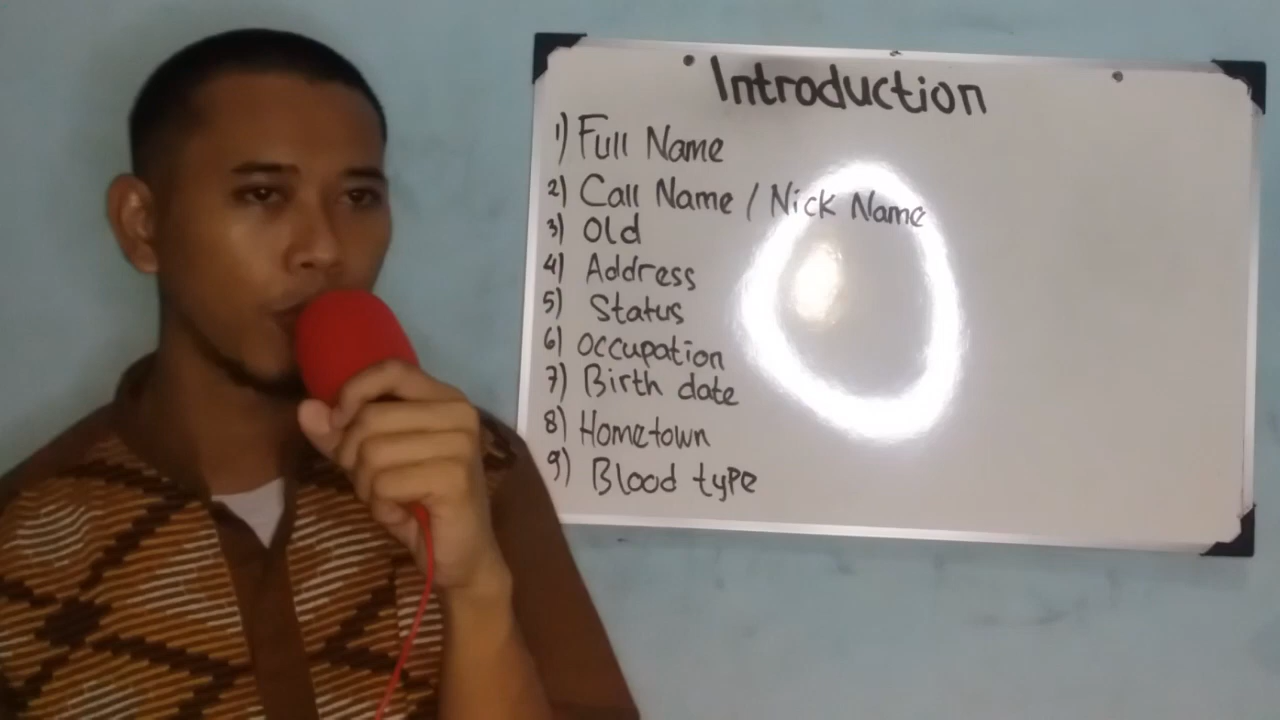 Introduction
1) Full Name
2) Call Name / Nick Name
3) Old
4) Address
5) Status
6) Occupation
7) Birth date
8) Hometown
9) Blood type